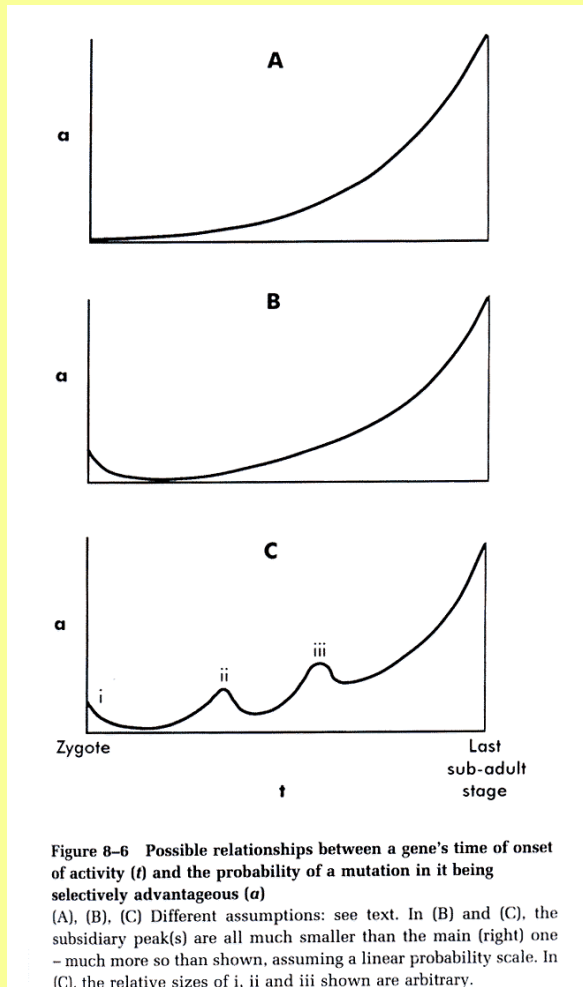 A
a
B
a
C
a
i
ii
iii
Zygote
Last
sub-adult
stage
t
Figure 8–6 Possible relationships between a gene's time of onset
of activity (t) and the probability of a mutation in it being
selectively advantageous (a)
(A), (B), (C) Different assumptions: see text. In (B) and (C), the
subsidiary peak(s) are all much smaller than the main (right) one
– much more so than shown, assuming a linear probability scale. In
(C), the relative sizes of i, ii and iii shown are arbitrary.